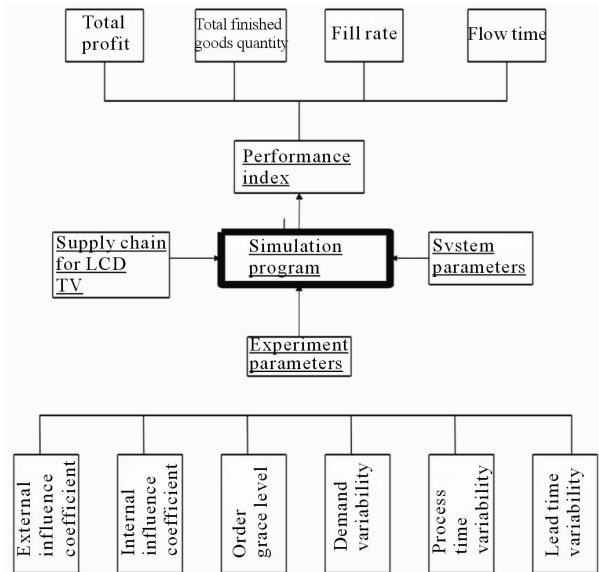 Total
profit
Total finished
goods quantity
Fill rate
Flow time
Performance
index
Supply chain
for LCD
TV
Simulation
program
System
parameters
Experiment
parameters
External
influence
coefficient
Internal
influence
coefficient
Order
grace level
Demand
variability
Process
time
variability
Lead time
variability